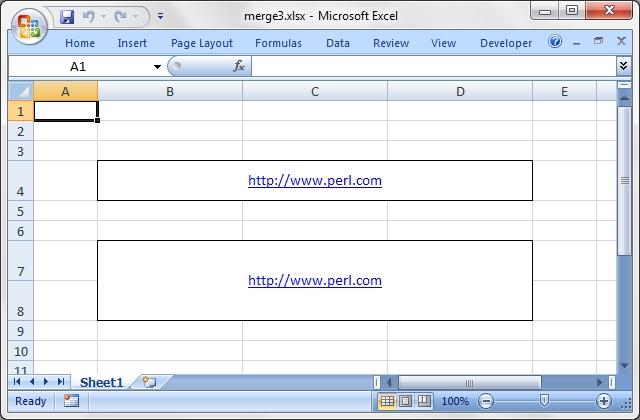 merge3.xlsx - Microsoft Excel
Home Insert Page Layout Formulas Data Review View Developer
A1 fx
A B C D E
1
2
3
4 http://www.perl.com
5
6
7 http://www.perl.com
8
9
10
11
Sheet1
Ready 100%